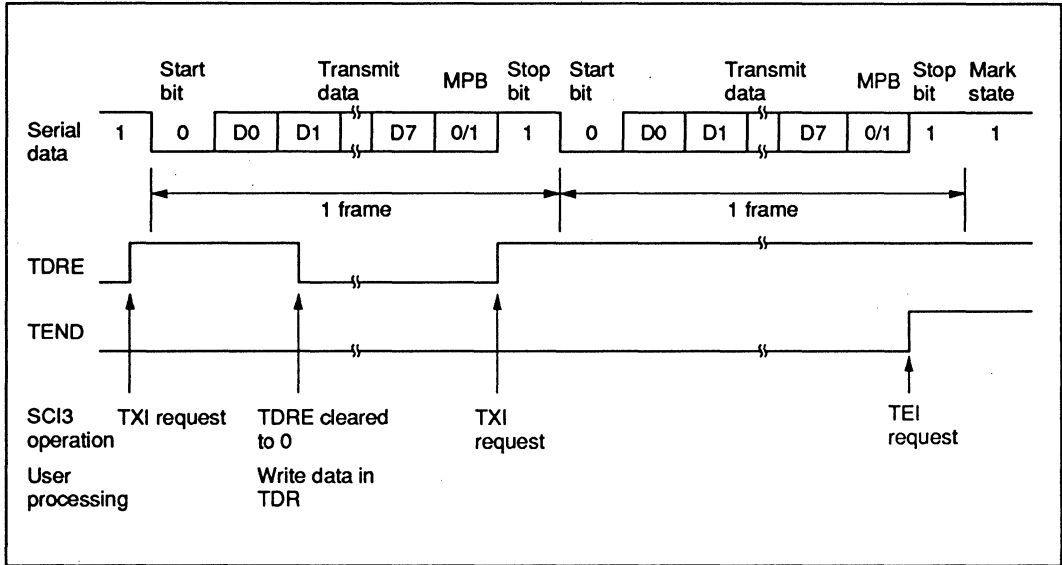 Start bit Transmit data MPB Stop bit Start bit Transmit data MPB Stop bit Mark state
Serial data 1 0 D0 D1 D7 0/1 1 0 D0 D1 D7 0/1 1 1
1 frame 1 frame
TDRE
TEND
SCI3 operation TXI request TDRE cleared to 0 TXI request TEI request
User processing Write data in TDR